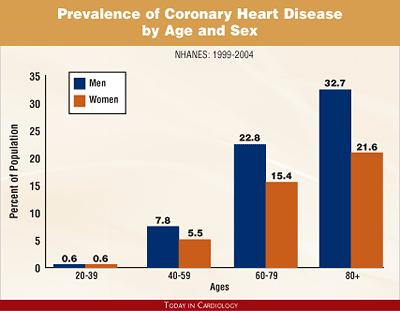 Prevalence of Coronary Heart Disease
by Age and Sex
NHANES: 1999-2004
Men
Women
Percent of Population
35
30
25
20
15
10
5
0
0.6
0.6
7.8
5.5
22.8
15.4
32.7
21.6
20-39
40-59
60-79
80+
Ages
TODAY IN CARDIOLOGY